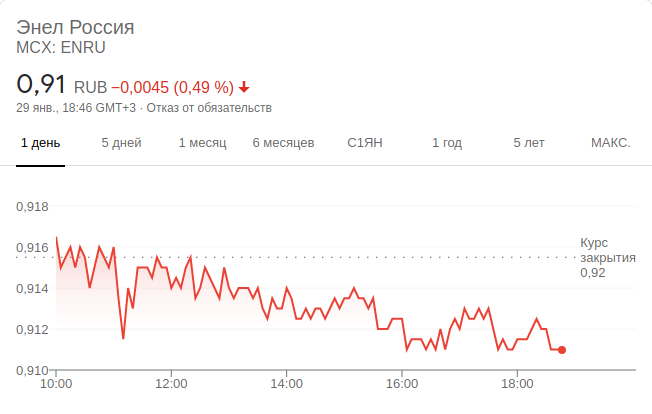 Энел Россия
MCX: ENRU
0,91 RUB −0,0045 (0,49 %)
29 янв., 18:46 GMT+3 · Отказ от обязательств
1 день 5 дней 1 месяц 6 месяцев С1ЯН 1 год 5 лет МАКС.
0,918
0,916
0,914
0,912
0,910
Курс
закрытия
0,92
10:00 12:00 14:00 16:00 18:00